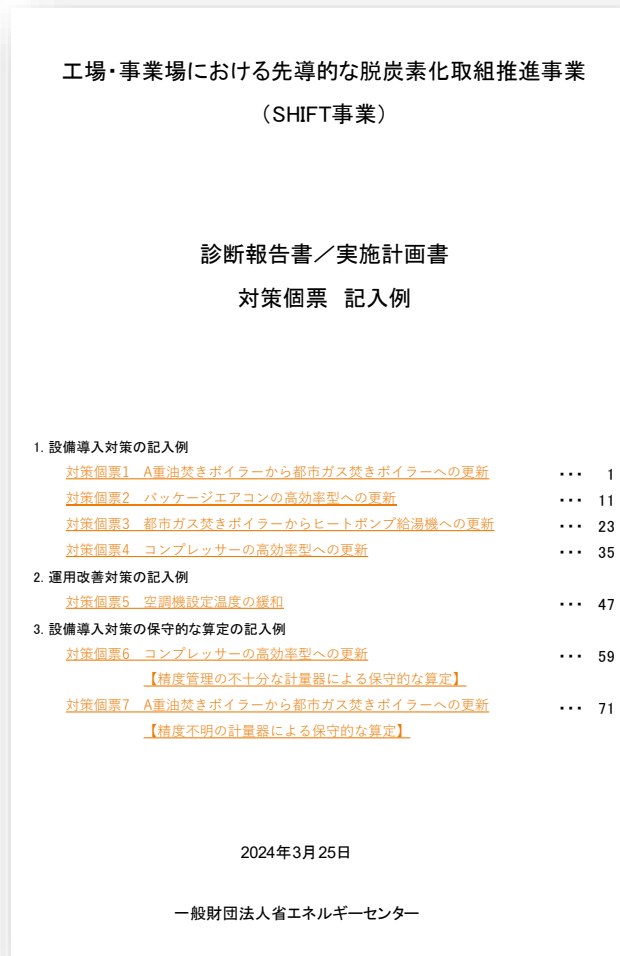 工場・事業場における先導的な脱炭素化取組推進事業
（SHIFT事業）
診断報告書／実施計画書
対策個票　記入例
1. 設備導入対策の記入例
対策個票1　A重油焚きボイラーから都市ガス焚きボイラーへの更新　･･･　1
対策個票2　パッケージエアコンの高効率型への更新　･･･　11
対策個票3　都市ガス焚きボイラーからヒートポンプ給湯機への更新　･･･　23
対策個票4　コンプレッサーの高効率型への更新　･･･　35
2. 運用改善対策の記入例
対策個票5　空調機設定温度の緩和　･･･　47
3. 設備導入対策の保守的な算定の記入例
対策個票6　コンプレッサーの高効率型への更新　･･･　59
【精度管理の不十分な計量器による保守的な算定】
対策個票7　A重油焚きボイラーから都市ガス焚きボイラーへの更新　･･･　71
【精度不明の計量器による保守的な算定】
2024年3月25日
一般財団法人省エネルギーセンター